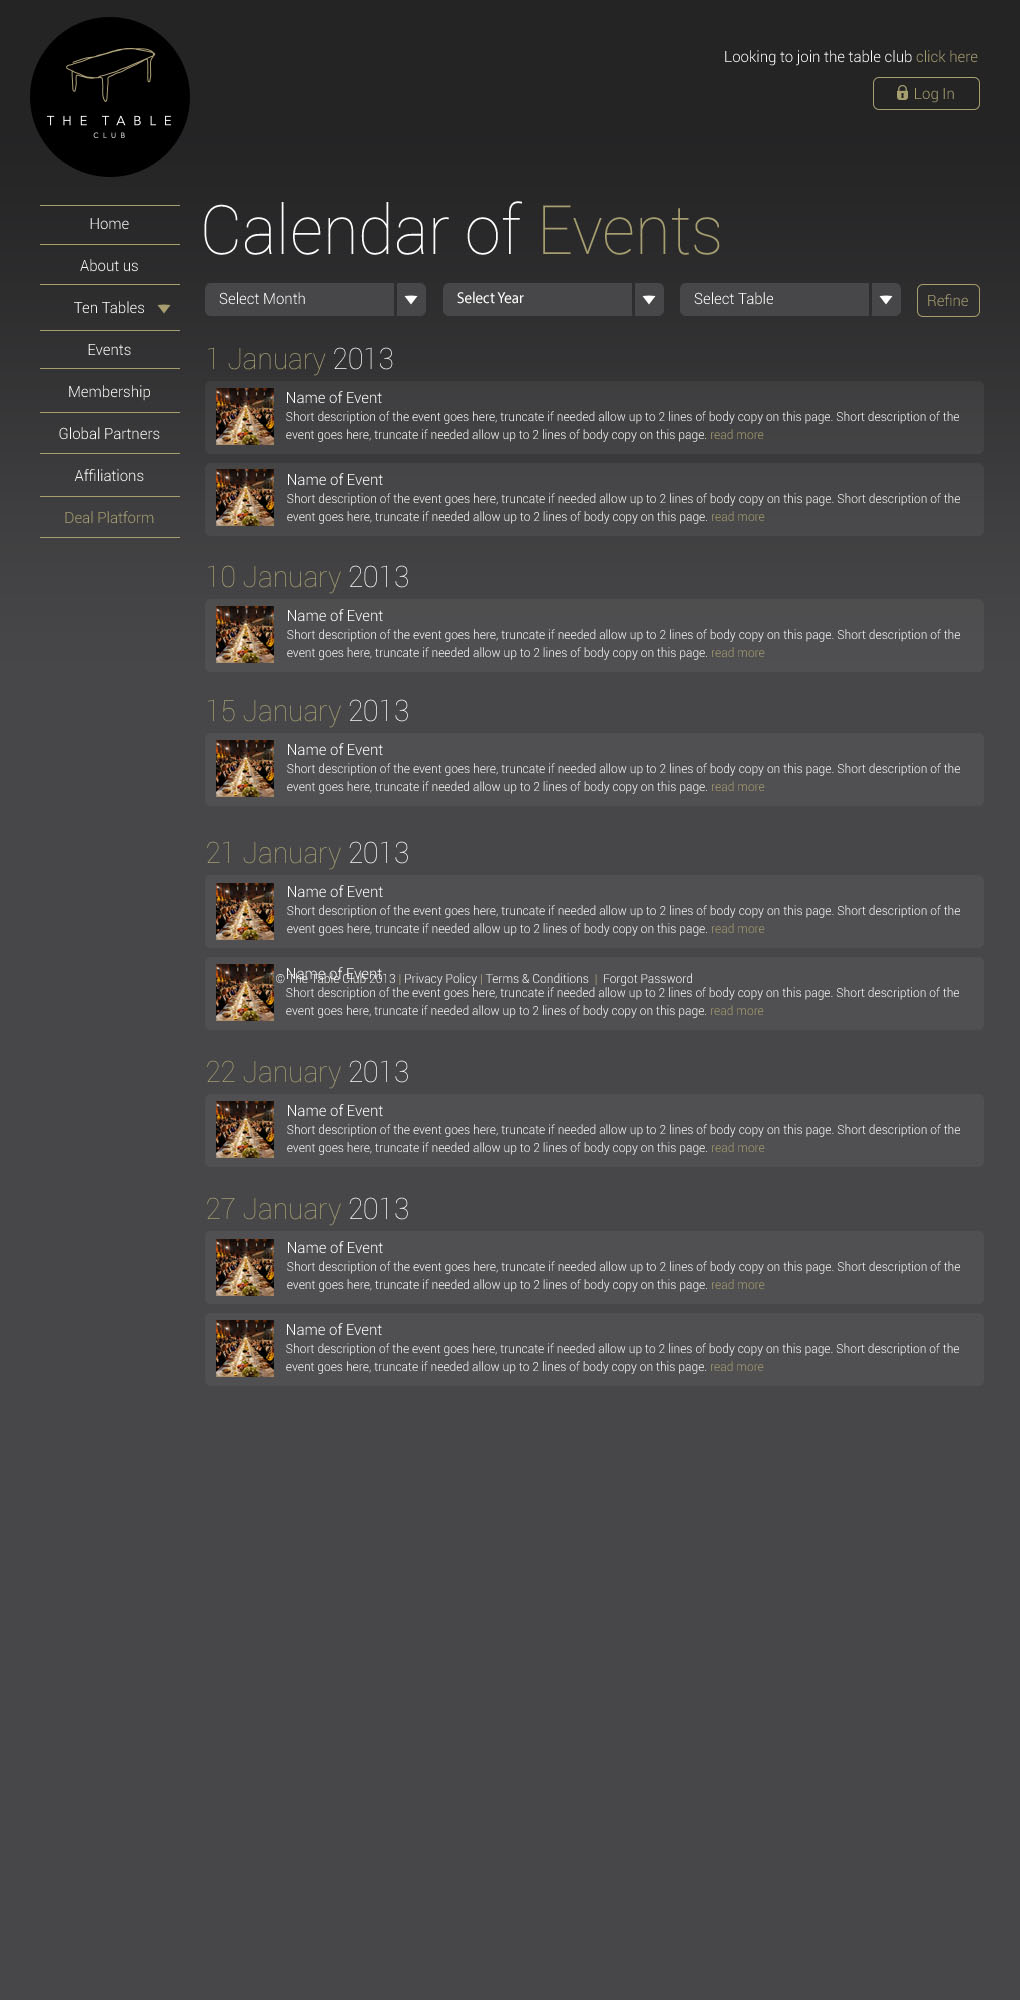 THE TABLE
CLUB
Looking to join the table club click here
Log In
Home
About us
Ten Tables
Events
Membership
Global Partners
Affiliations
Deal Platform
Calendar of Events
Select Month
Select Year
Select Table
Refine
1 January 2013
Name of Event
Short description of the event goes here, truncate if needed allow up to 2 lines of body copy on this page. Short description of the
event goes here, truncate if needed allow up to 2 lines of body copy on this page. read more
Name of Event
Short description of the event goes here, truncate if needed allow up to 2 lines of body copy on this page. Short description of the
event goes here, truncate if needed allow up to 2 lines of body copy on this page. read more
10 January 2013
Name of Event
Short description of the event goes here, truncate if needed allow up to 2 lines of body copy on this page. Short description of the
event goes here, truncate if needed allow up to 2 lines of body copy on this page. read more
15 January 2013
Name of Event
Short description of the event goes here, truncate if needed allow up to 2 lines of body copy on this page. Short description of the
event goes here, truncate if needed allow up to 2 lines of body copy on this page. read more
21 January 2013
Name of Event
Short description of the event goes here, truncate if needed allow up to 2 lines of body copy on this page. Short description of the
event goes here, truncate if needed allow up to 2 lines of body copy on this page. read more
Name of Event
© The Table Club 2013 | Privacy Policy | Terms & Conditions | Forgot Password
Short description of the event goes here, truncate if needed allow up to 2 lines of body copy on this page. Short description of the
event goes here, truncate if needed allow up to 2 lines of body copy on this page. read more
22 January 2013
Name of Event
Short description of the event goes here, truncate if needed allow up to 2 lines of body copy on this page. Short description of the
event goes here, truncate if needed allow up to 2 lines of body copy on this page. read more
27 January 2013
Name of Event
Short description of the event goes here, truncate if needed allow up to 2 lines of body copy on this page. Short description of the
event goes here, truncate if needed allow up to 2 lines of body copy on this page. read more
Name of Event
Short description of the event goes here, truncate if needed allow up to 2 lines of body copy on this page. Short description of the
event goes here, truncate if needed allow up to 2 lines of body copy on this page. read more